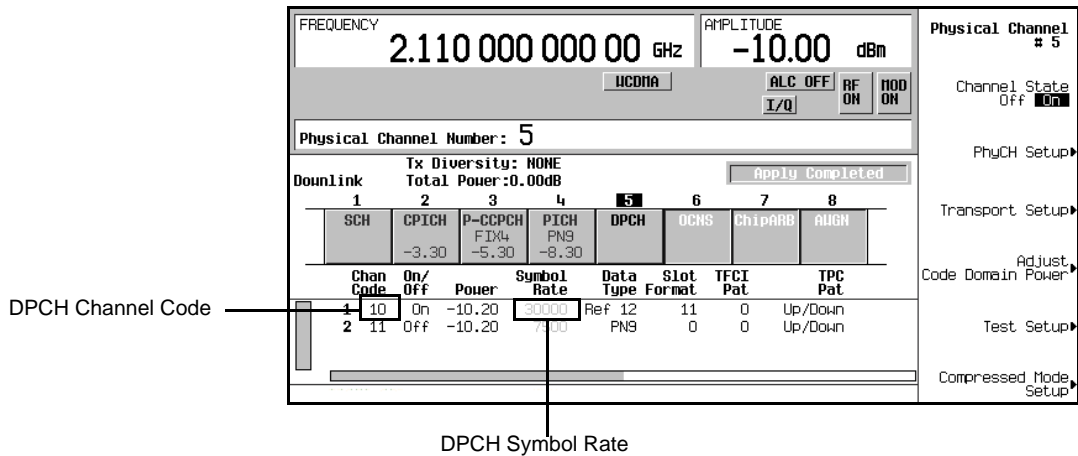 FREQUENCY
2.110 000 000 00 GHz
AMPLITUDE
-10.00 dBm
WCDMA
ALC OFF
I/Q
RF ON
MOD ON
Physical Channel Number: 5
Tx Diversity: NONE
Downlink Total Power:0.00dB
Apply Completed
1 2 3 4 5 6 7 8
SCH CPICH P-CCPCH PICH DPCH OCNS ChipARB AWGN
FIX4 PN9
-3.30 -5.30 -8.30
Chan On/ Symbol Data Slot TFCI TPC
Code Off Power Rate Type Format Pat Pat
1 10 On -10.20 30000 Ref 12 11 0 Up/Down
2 11 Off -10.20 7500 PN9 0 0 Up/Down
Physical Channel
# 5
Channel State
Off On
PhyCH Setup
Transport Setup
Adjust
Code Domain Power
Test Setup
Compressed Mode
Setup
DPCH Channel Code
DPCH Symbol Rate